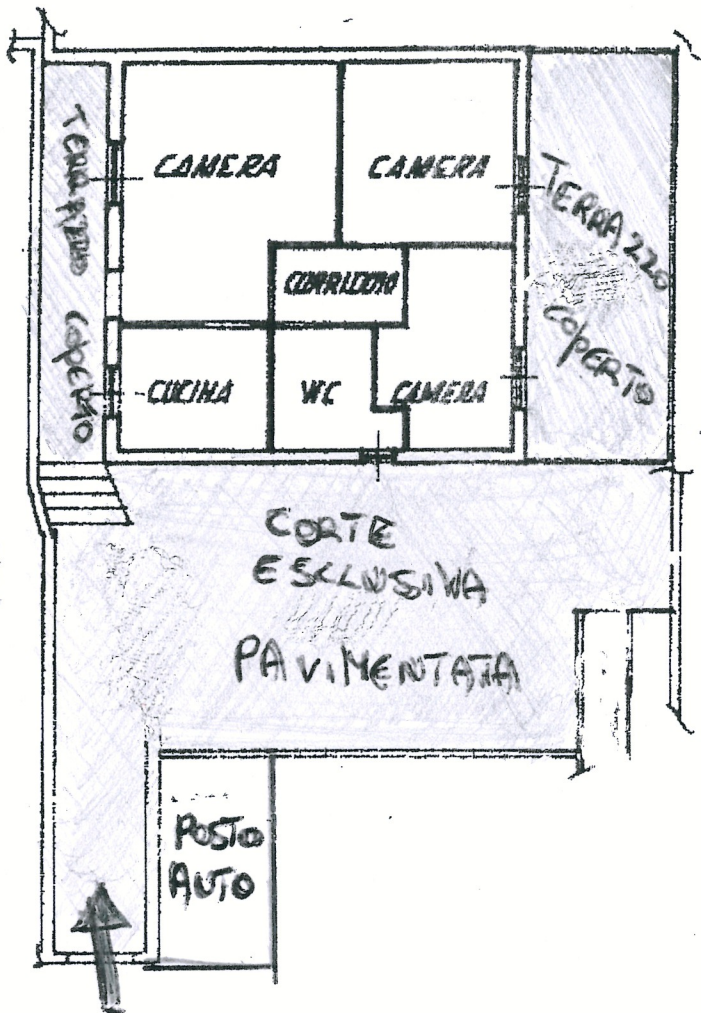 CAMERA
CAMERA
TERRAZZO
COPERTO
TERRAZZO
COPERTO
CORRIDOIO
CUCINA
WC
CAMERA
CORTE
ESCLUSIVA
PAVIMENTATA
POSTO
AUTO